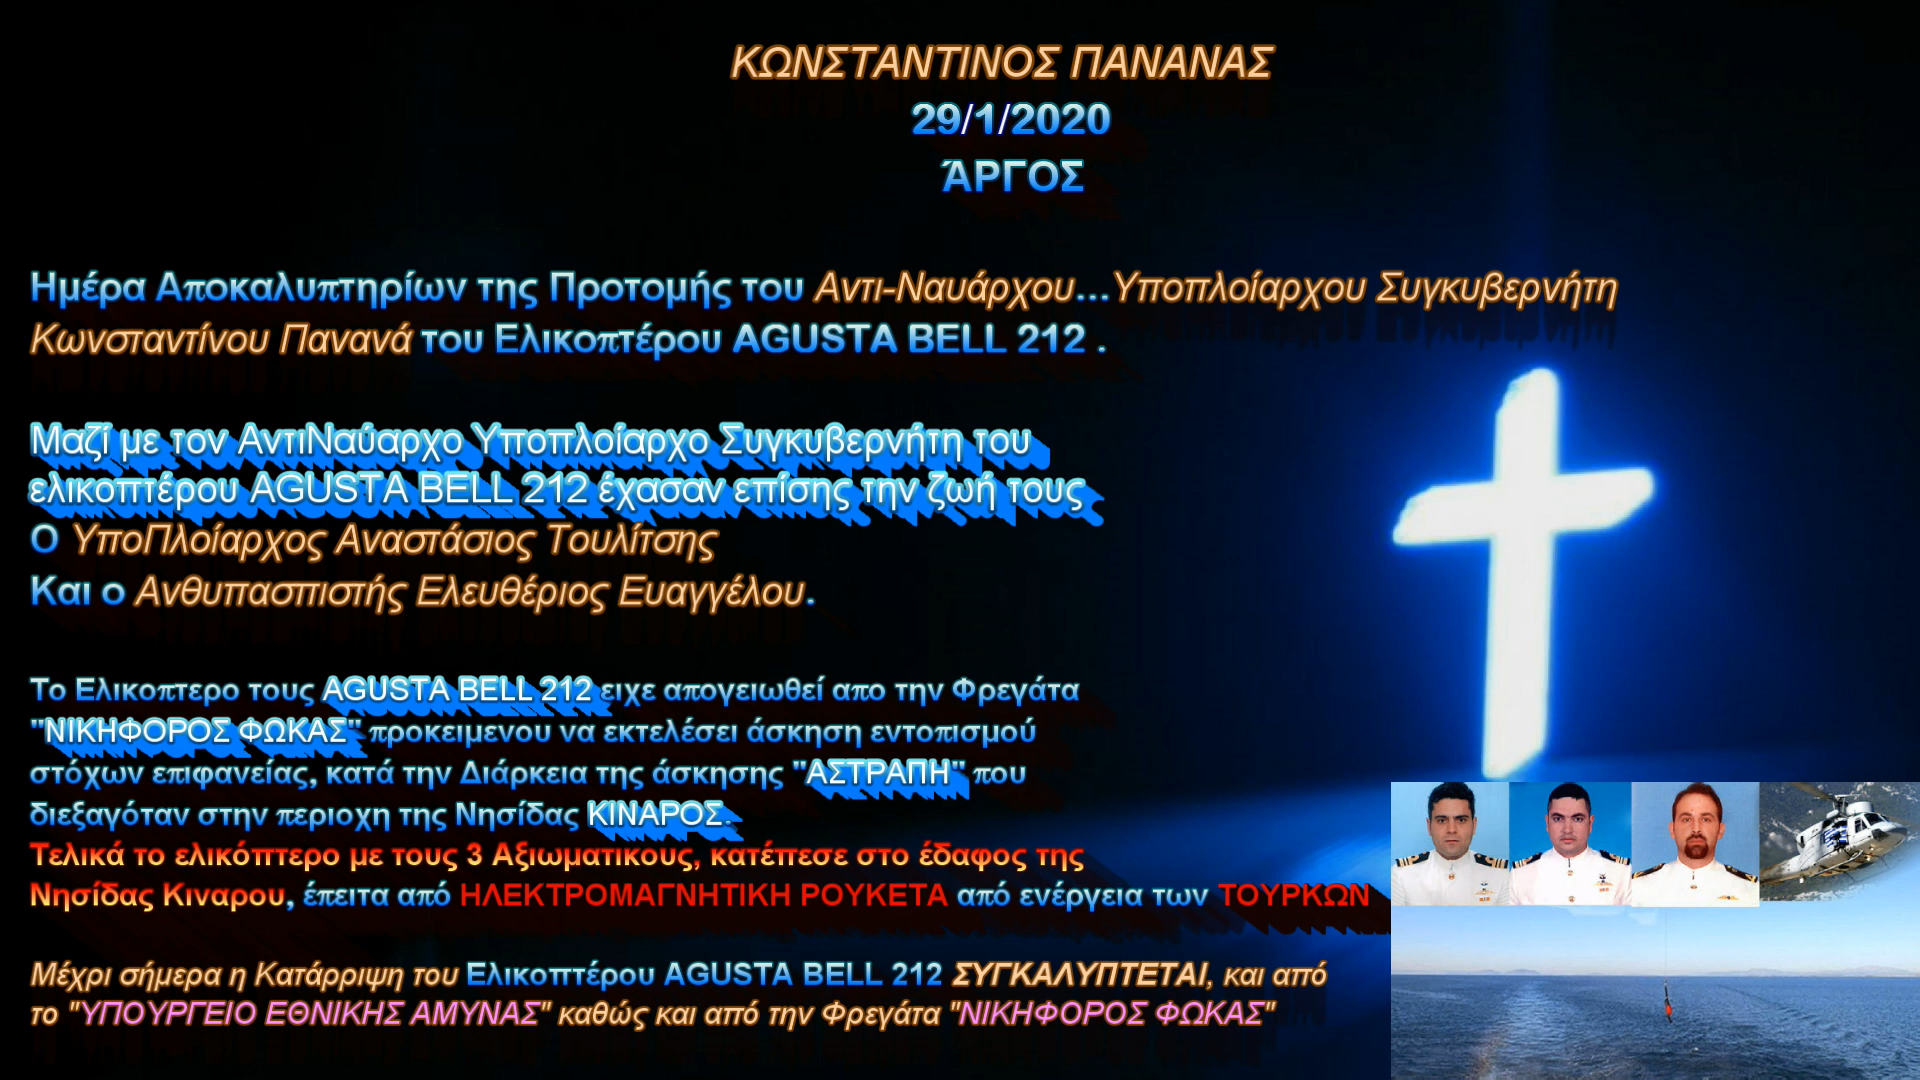 ΚΩΝΣΤΑΝΤΙΝΟΣ ΠΑΝΑΝΑΣ
29/1/2020
ΆΡΓΟΣ
Ημέρα Αποκαλυπτηρίων της Προτομής του Αντι-Ναυάρχου...Υποπλοίαρχου Συγκυβερνήτη
Κωνσταντίνου Πανανά του Ελικοπτέρου AGUSTA BELL 212 .
Μαζί με τον ΑντιΝαύαρχο Υποπλοίαρχο Συγκυβερνήτη του
ελικοπτέρου AGUSTA BELL 212 έχασαν επίσης την ζωή τους
Ο ΥποΠλοίαρχος Αναστάσιος Τουλίτσης
Και ο Ανθυπασπιστής Ελευθέριος Ευαγγέλου.
Το Ελικοπτερο τους AGUSTA BELL 212 ειχε απογειωθεί απο την Φρεγάτα
"ΝΙΚΗΦΟΡΟΣ ΦΩΚΑΣ" προκειμενου να εκτελέσει άσκηση εντοπισμού
στόχων επιφανείας, κατά την Διάρκεια της άσκησης "ΑΣΤΡΑΠΗ" που
διεξαγόταν στην περιοχη της Νησίδας ΚΙΝΑΡΟΣ.
Τελικά το ελικόπτερο με τους 3 Αξιωματικους, κατέπεσε στο έδαφος της
Νησίδας Κιναρου, έπειτα από ΗΛΕΚΤΡΟΜΑΓΝΗΤΙΚΗ ΡΟΥΚΕΤΑ από ενέργεια των ΤΟΥΡΚΩΝ
Μέχρι σήμερα η Κατάρριψη του Ελικοπτέρου AGUSTA BELL 212 ΣΥΓΚΑΛΥΠΤΕΤΑΙ, και από
το "ΥΠΟΥΡΓΕΙΟ ΕΘΝΙΚΗΣ ΑΜΥΝΑΣ" καθώς και από την Φρεγάτα "ΝΙΚΗΦΟΡΟΣ ΦΩΚΑΣ"